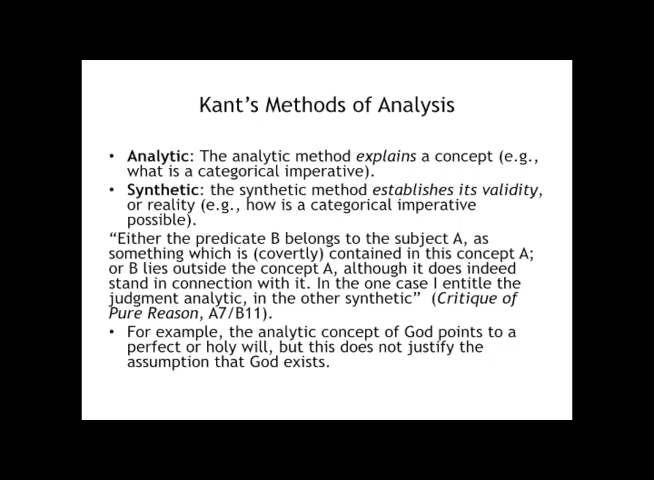 Kant's Methods of Analysis
• Analytic: The analytic method explains a concept (e.g.,
what is a categorical imperative).
• Synthetic: the synthetic method establishes its validity,
or reality (e.g., how is a categorical imperative
possible).
“Either the predicate B belongs to the subject A, as
something which is (covertly) contained in this concept A;
or B lies outside the concept A, although it does indeed
stand in connection with it. In the one case I entitle the
judgment analytic, in the other synthetic” (Critique of
Pure Reason, A7/B11).
• For example, the analytic concept of God points to a
perfect or holy will, but this does not justify the
assumption that God exists.